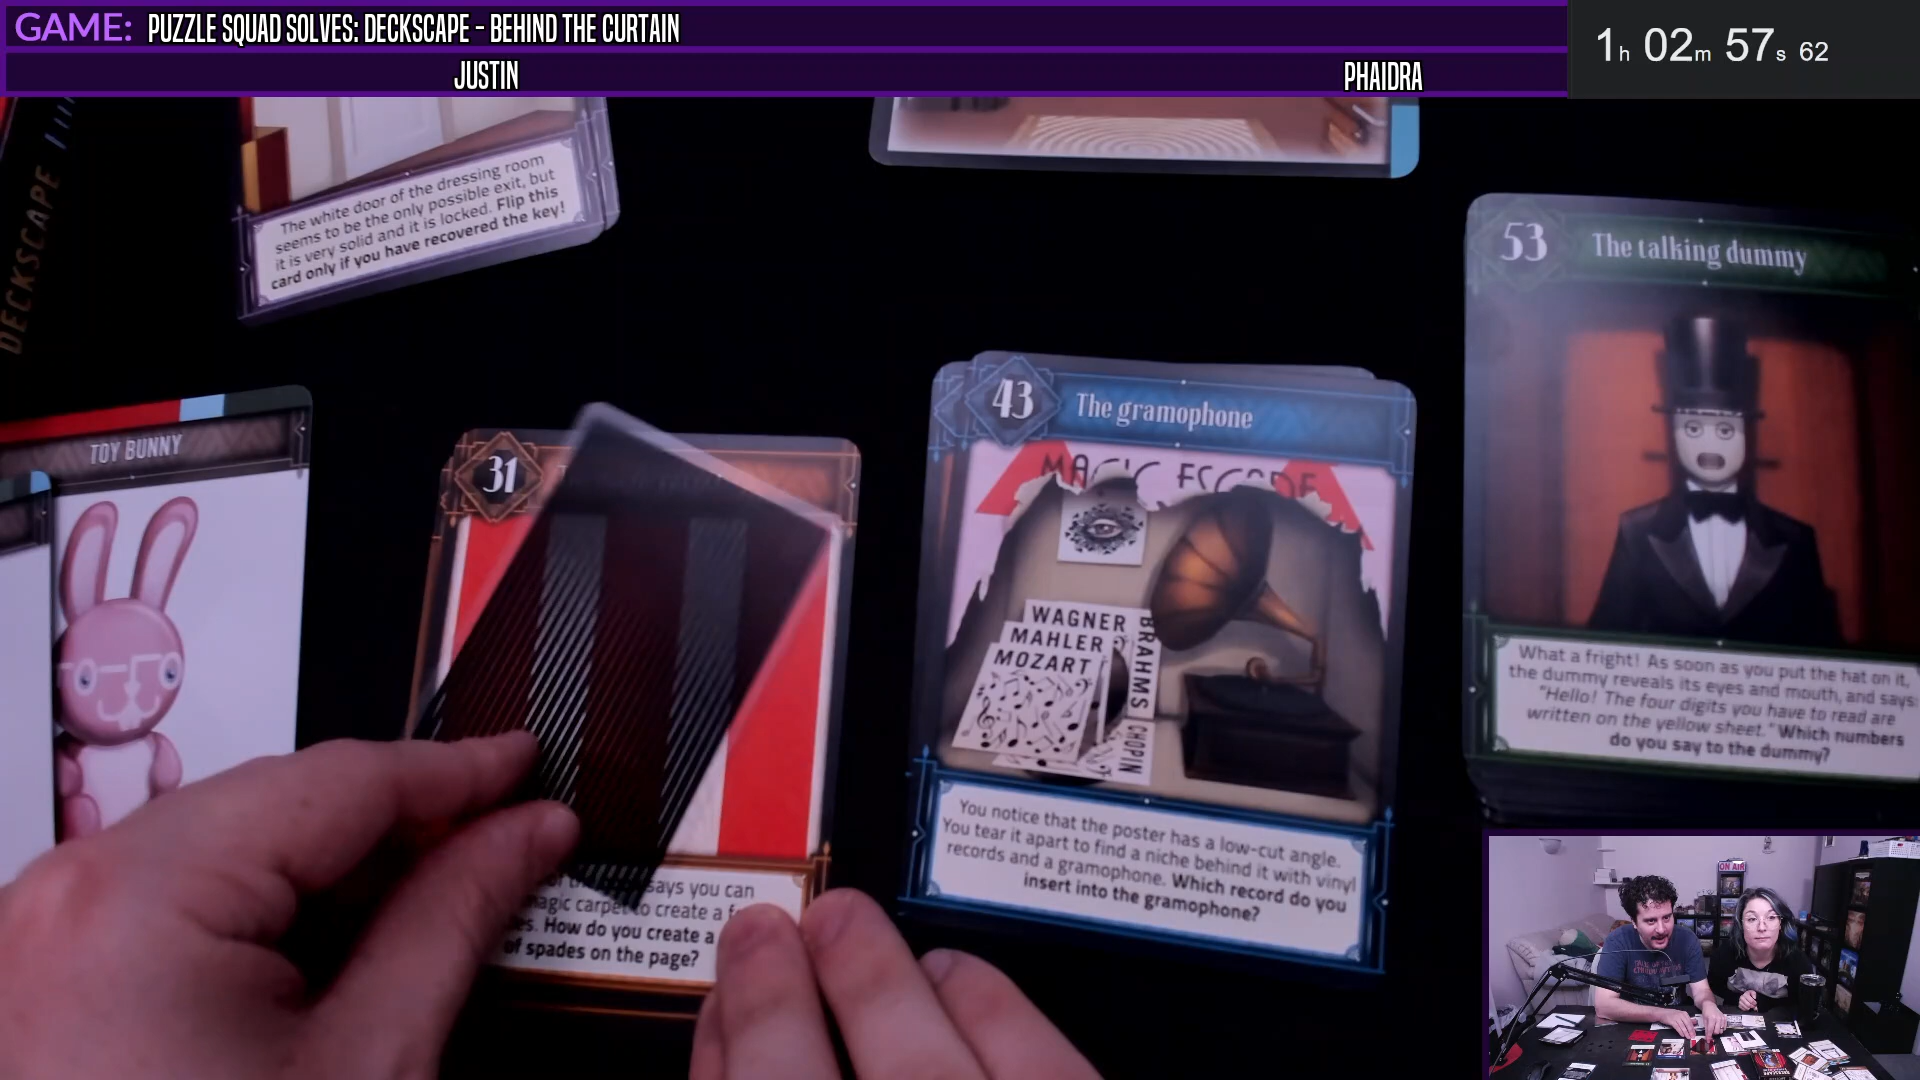 GAME: PUZZLE SQUAD SOLVES: DECKSCAPE - BEHIND THE CURTAIN
JUSTIN
PHAIDRA
1h 02m 57s 62
DECKSCAPE
The white door of the dressing room
seems to be the only possible exit, but
it is very solid and it is locked. Flip this
card only if you have recovered the key!
TOY BUNNY
31
says you can
magic carpet to create a
How do you create a
of spades on the page?
43
The gramophone
MAGIC ESCAPE
WAGNER
MAHLER
MOZART
BRAHMS
CHOPIN
You notice that the poster has a low-cut angle.
You tear it apart to find a niche behind it with vinyl
records and a gramophone. Which record do you
insert into the gramophone?
53
The talking dummy
What a fright! As soon as you put the hat on it,
the dummy reveals its eyes and mouth, and says:
"Hello! The four digits you have to read are
written on the yellow sheet." Which numbers
do you say to the dummy?
ON AIR